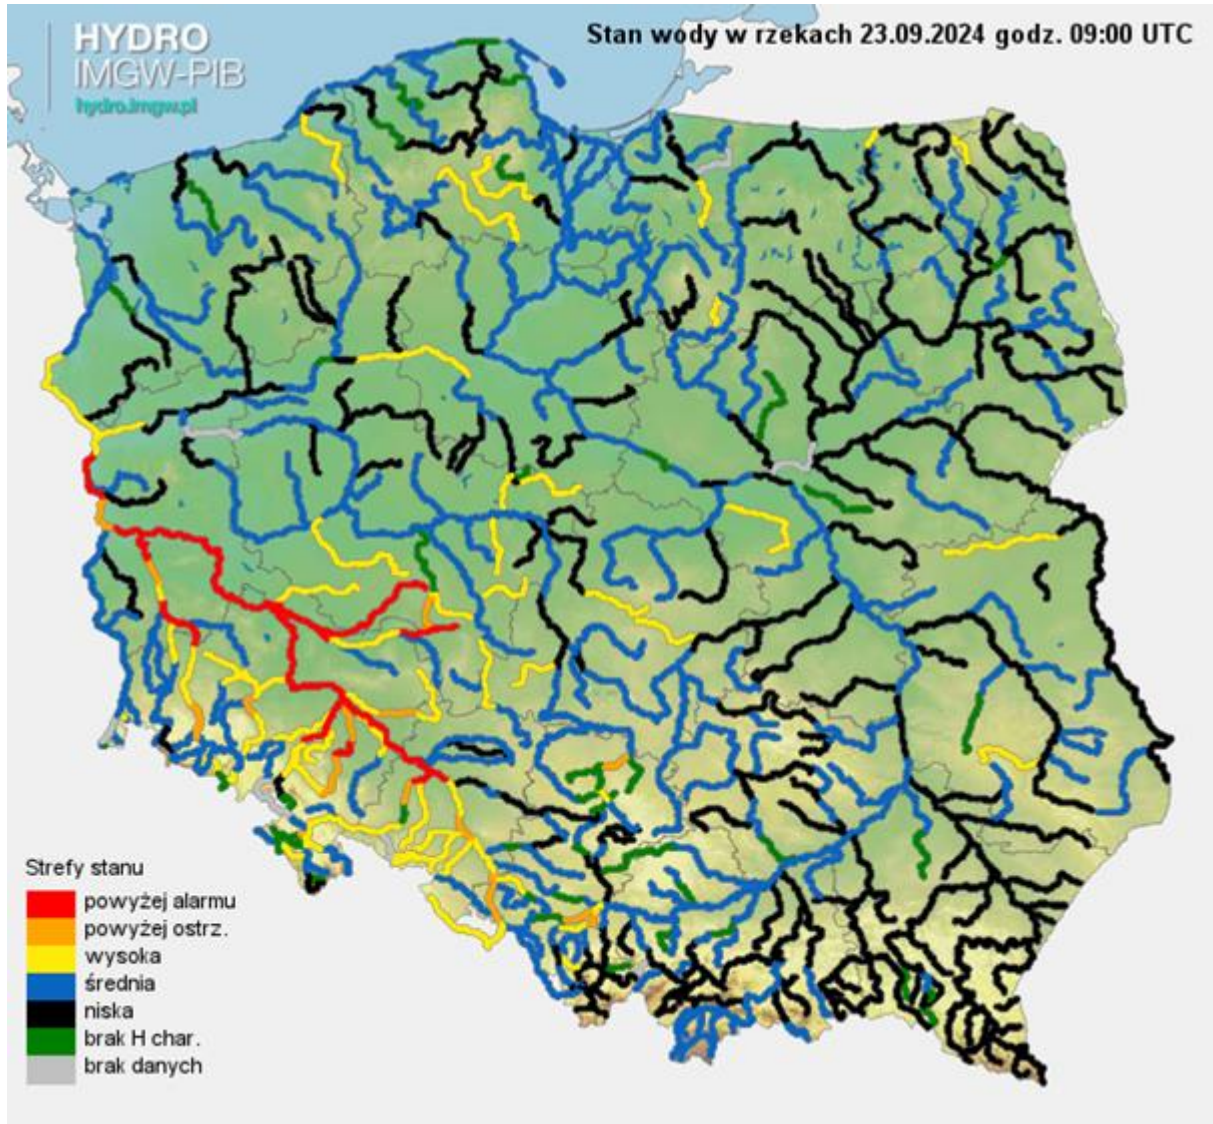 HYDRO
IMGW-PIB
hydro.imgw.pl
Stan wody w rzekach 23.09.2024 godz. 09:00 UTC
Strefy stanu
powyżej alarmu
powyżej ostrz.
wysoka
średnia
niska
brak H char.
brak danych